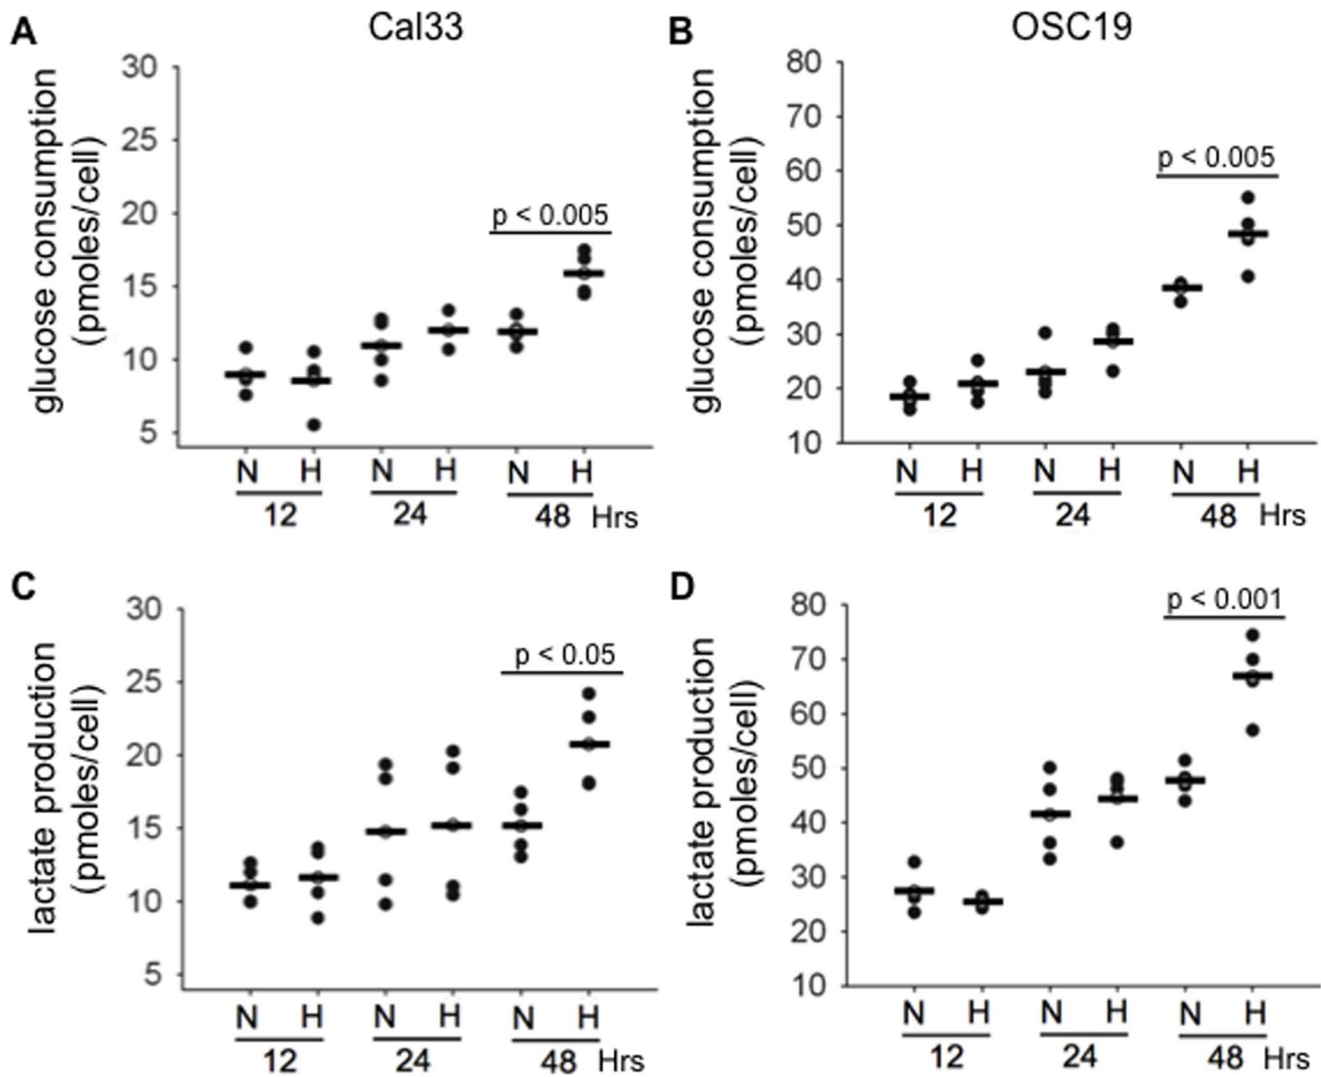 A
Cal33
glucose consumption
(pmoles/cell)
30
25
20
15
10
5
p < 0.005
N H N H N H
12 24 48 Hrs
B
OSC19
glucose consumption
(pmoles/cell)
80
70
60
50
40
30
20
10
p < 0.005
N H N H N H
12 24 48 Hrs
C
lactate production
(pmoles/cell)
30
25
20
15
10
5
p < 0.05
N H N H N H
12 24 48 Hrs
D
lactate production
(pmoles/cell)
80
70
60
50
40
30
20
10
p < 0.001
N H N H N H
12 24 48 Hrs